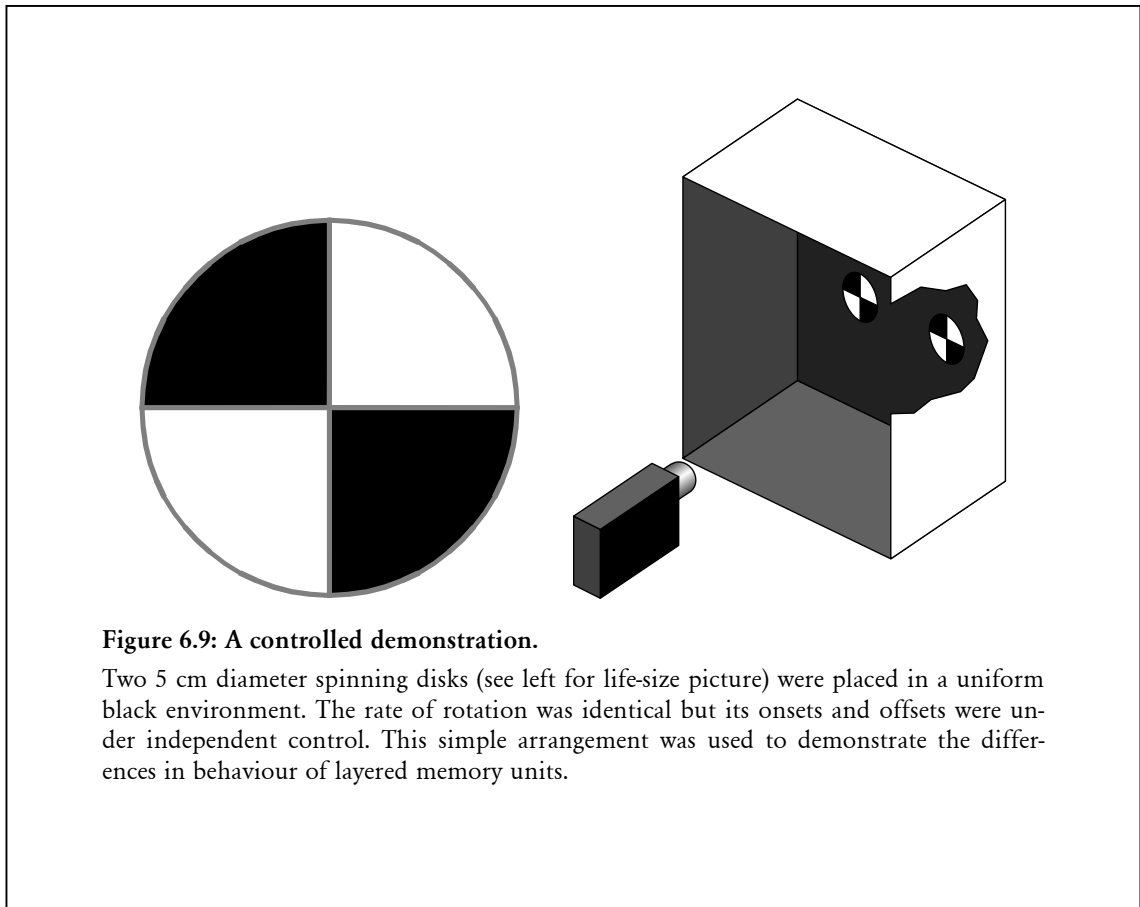 Figure 6.9: A controlled demonstration.
Two 5 cm diameter spinning disks (see left for life-size picture) were placed in a uniform
black environment. The rate of rotation was identical but its onsets and offsets were un-
der independent control. This simple arrangement was used to demonstrate the differ-
ences in behaviour of layered memory units.